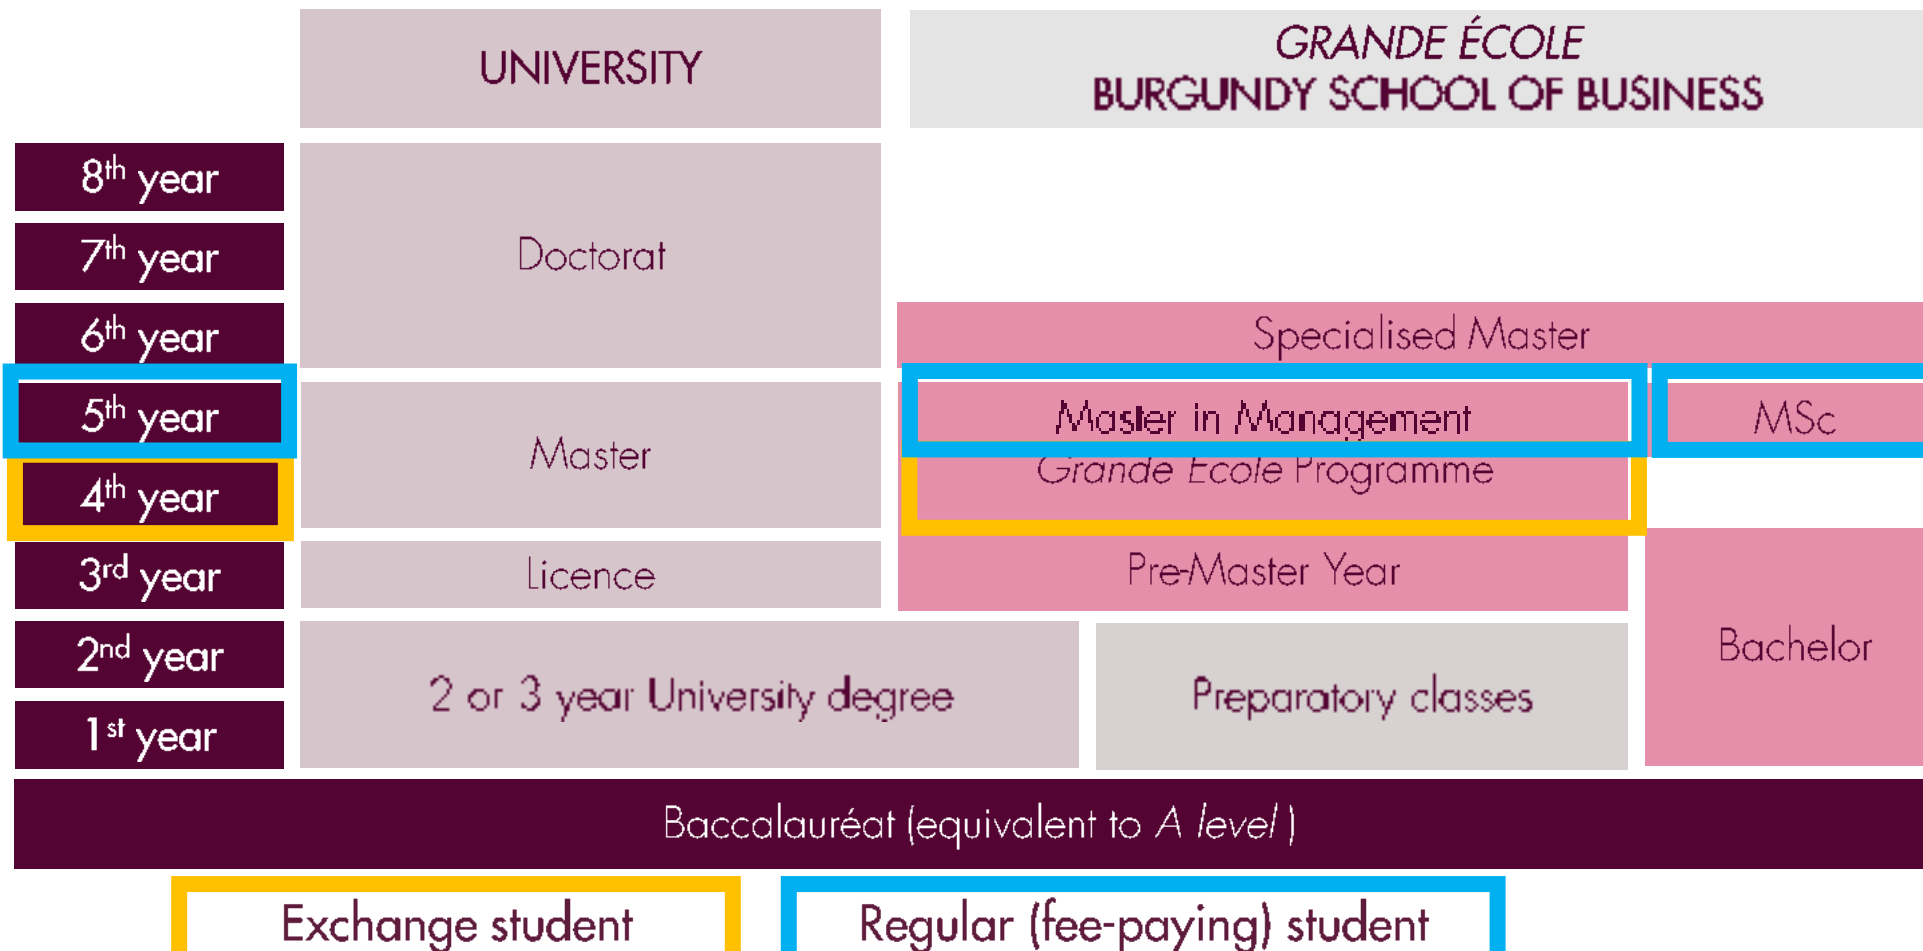 UNIVERSITY
GRANDE ÉCOLE
BURGUNDY SCHOOL OF BUSINESS
8th year
7th year
Doctorat
6th year
Specialised Master
5th year
Master in Management
MSc
Master
Grande Ecole Programme
4th year
3rd year
Licence
Pre-Master Year
2nd year
Bachelor
2 or 3 year University degree
Preparatory classes
1st year
Baccalauréat (equivalent to A level )
Exchange student
Regular (fee-paying) student